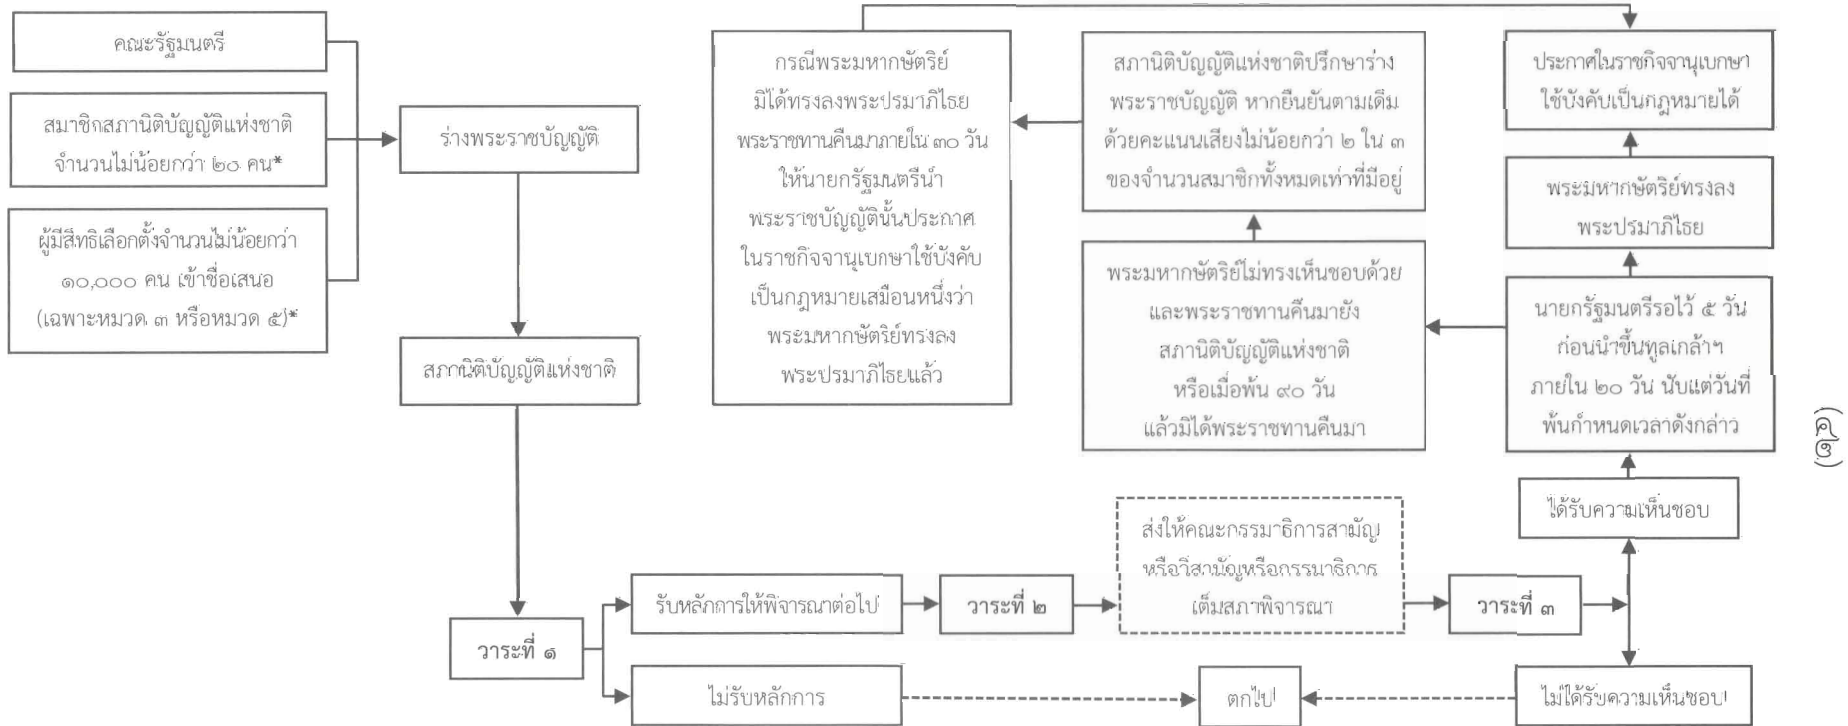 คณะรัฐมนตรี
สมาชิกสภานิติบัญญัติแห่งชาติ
จำนวนไม่น้อยกว่า ๒๐ คน*
ผู้มีสิทธิเลือกตั้งจำนวนไม่น้อยกว่า
๑๐,๐๐๐ คน เข้าชื่อเสนอ
(เฉพาะหมวด ๓ หรือหมวด ๕)*
ร่างพระราชบัญญัติ
สภานิติบัญญัติแห่งชาติ
วาระที่ ๑
รับหลักการให้พิจารณาต่อไป
ไม่รับหลักการ
วาระที่ ๒
ส่งให้คณะกรรมาธิการสามัญ
หรือวิสามัญหรือกรรมาธิการ
เต็มสภาพิจารณา
วาระที่ ๓
ตกไป
ไม่ได้รับความเห็นชอบ
ได้รับความเห็นชอบ
นายกรัฐมนตรีรอไว้ ๕ วัน
ก่อนนำขึ้นทูลเกล้าฯ
ภายใน ๒๐ วัน นับแต่วันที่
พ้นกำหนดเวลาดังกล่าว
พระมหากษัตริย์ทรงลง
พระปรมาภิไธย
ประกาศในราชกิจจานุเบกษา
ใช้บังคับเป็นกฎหมายได้
พระมหากษัตริย์ไม่ทรงเห็นชอบด้วย
และพระราชทานคืนมายัง
สภานิติบัญญัติแห่งชาติ
หรือเมื่อพ้น ๙๐ วัน
แล้วมิได้พระราชทานคืนมา
สภานิติบัญญัติแห่งชาติปรึกษาร่าง
พระราชบัญญัติ หากยืนยันตามเดิม
ด้วยคะแนนเสียงไม่น้อยกว่า ๒ ใน ๓
ของจำนวนสมาชิกทั้งหมดเท่าที่มีอยู่
กรณีพระมหากษัตริย์
มิได้ทรงลงพระปรมาภิไธย
พระราชทานคืนมาภายใน ๓๐ วัน
ให้นายกรัฐมนตรีนำ
พระราชบัญญัตินั้นประกาศ
ในราชกิจจานุเบกษาใช้บังคับ
เป็นกฎหมายเสมือนหนึ่งว่า
พระมหากษัตริย์ทรงลง
พระปรมาภิไธยแล้ว
(๔๒)